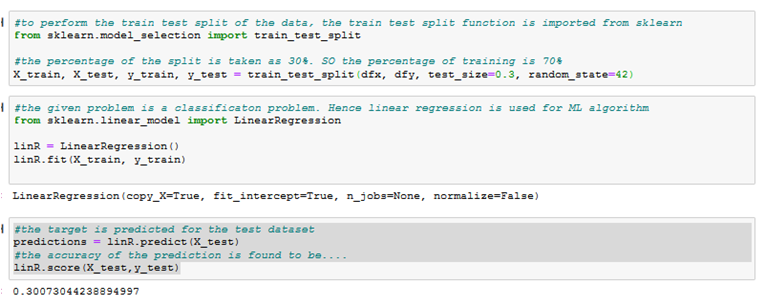 #to perform the train test split of the data, the train test split function is imported from sklearn
from sklearn.model_selection import train_test_split
#the percentage of the split is taken as 30%. SO the percentage of training is 70%
X_train, X_test, y_train, y_test = train_test_split(dfx, dfy, test_size=0.3, random_state=42)
#the given problem is a classificaton problem. Hence linear regression is used for ML algorithm
from sklearn.linear_model import LinearRegression
linR = LinearRegression()
linR.fit(X_train, y_train)
LinearRegression(copy_X=True, fit_intercept=True, n_jobs=None, normalize=False)
#the target is predicted for the test dataset
predictions = linR.predict(X_test)
#the accuracy of the prediction is found to be....
linR.score(X_test,y_test)
0.30073044238894997